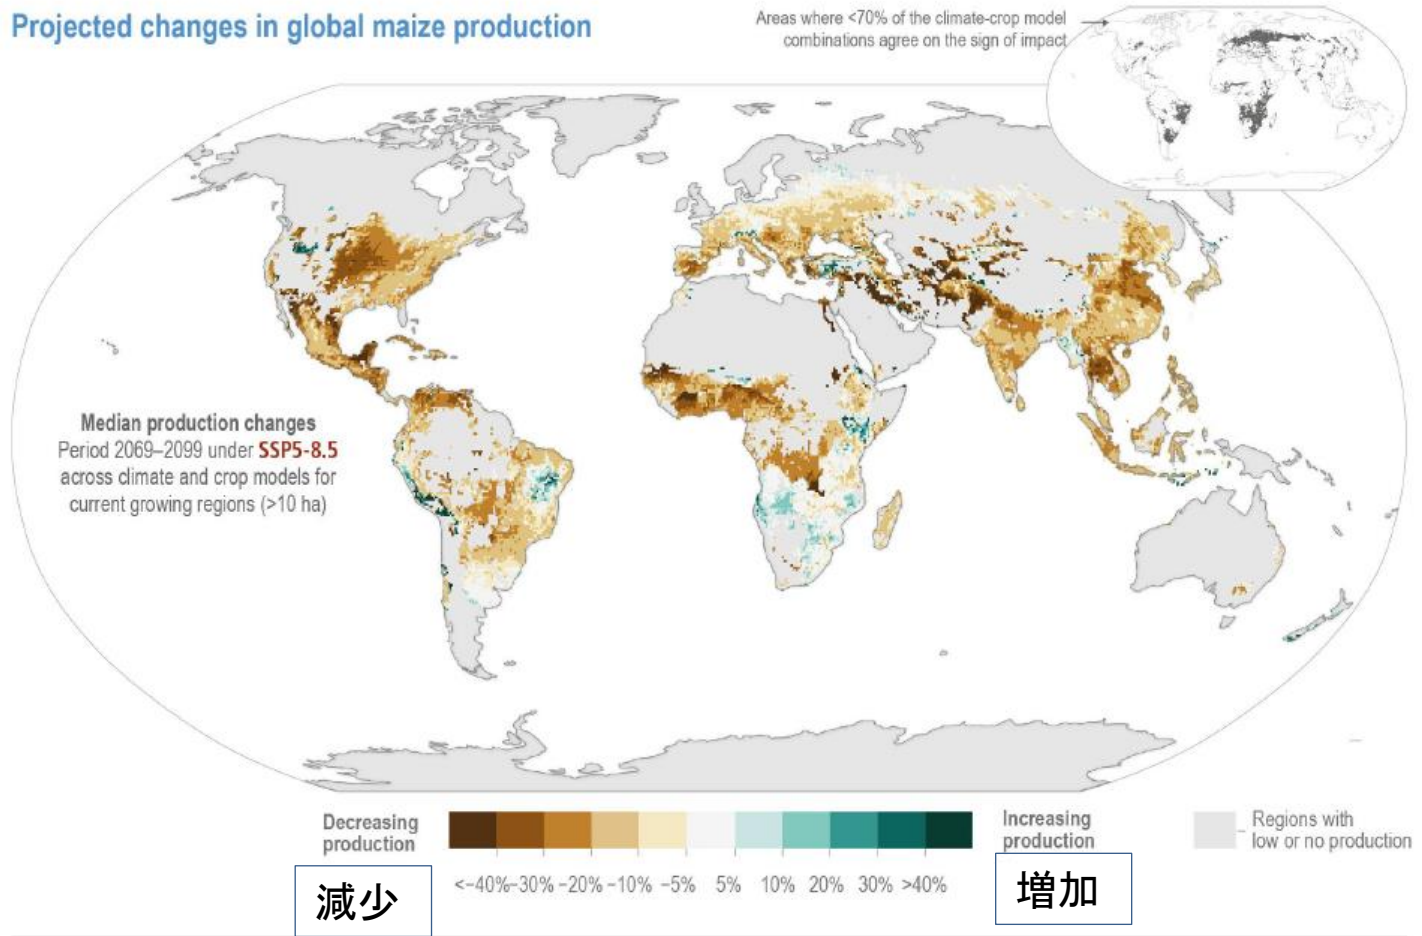 Projected changes in global maize production
Areas where <70% of the climate-crop model
combinations agree on the sign of impact
Median production changes
Period 2069–2099 under SSP5-8.5
across climate and crop models for
current growing regions (>10 ha)
Decreasing
production
<−40% −30% −20% −10% −5% 5% 10% 20% 30% >40%
Increasing
production
Regions with
low or no production
減少
増加